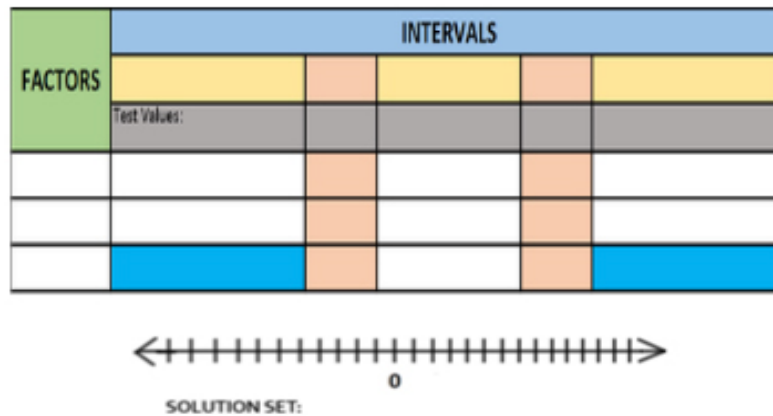 INTERVALS
FACTORS
Test Values:
0
SOLUTION SET: